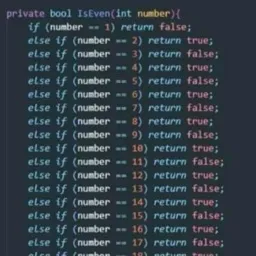 private bool IsEven(int number){
if (number == 1) return false;
else if (number == 2) return true;
else if (number == 3) return false;
else if (number == 4) return true;
else if (number == 5) return false;
else if (number == 6) return true;
else if (number == 7) return false;
else if (number == 8) return true;
else if (number == 9) return false;
else if (number == 10) return true;
else if (number == 11) return false;
else if (number == 12) return true;
else if (number == 13) return false;
else if (number == 14) return true;
else if (number == 15) return false;
else if (number == 16) return true;
else if (number == 17) return false;
else if (number == 18) return true;